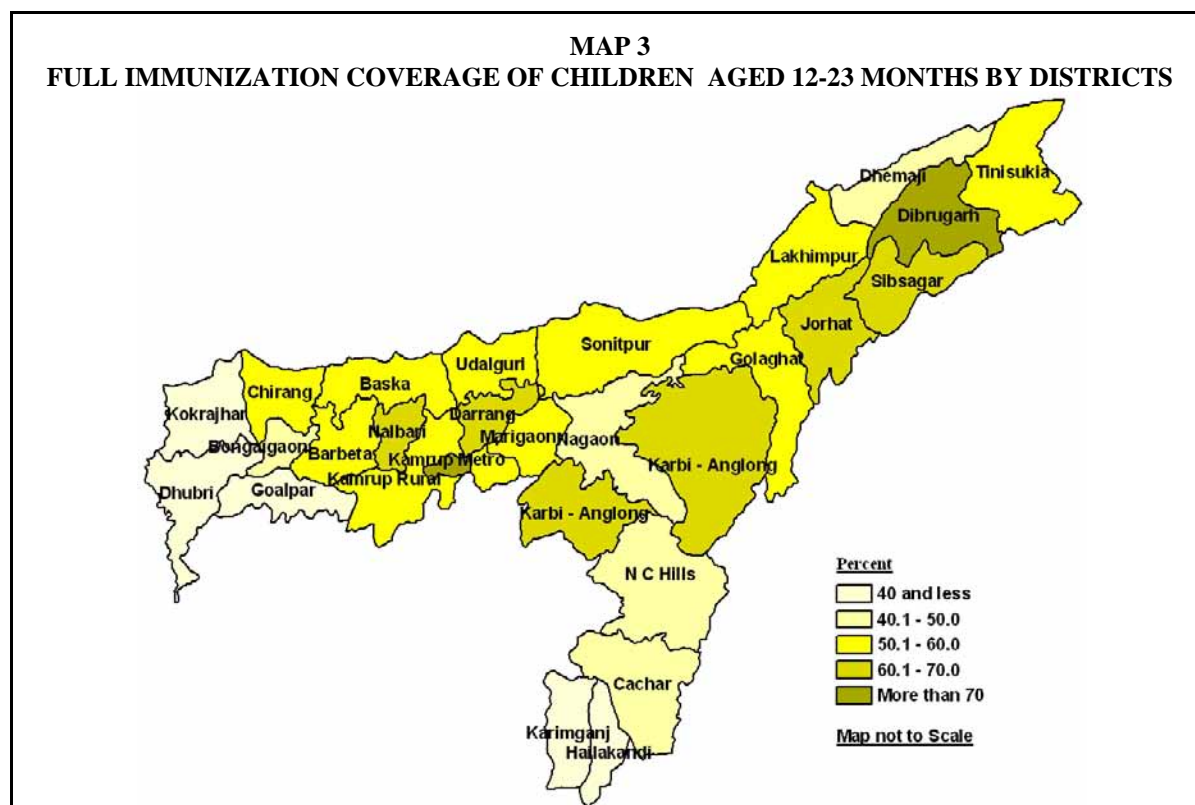 MAP 3
FULL IMMUNIZATION COVERAGE OF CHILDREN AGED 12-23 MONTHS BY DISTRICTS
Dhemaji
Tinisukia
Dibrugarh
Lakhimpur
Sibsagar
Jorhat
Sonitpur
Golaghat
Udalguri
Baska
Chirang
Kokrajhar
Darrang
Nalbari
Marigaon
Nagaon
Bongaigaon
Barbeta
Kamrup Metro
Karbi - Anglong
Kamrup Rural
Dhubri
Goalpar
Karbi - Anglong
N C Hills
Cachar
Karimganj
Hailakandi
Percent
40 and less
40.1 - 50.0
50.1 - 60.0
60.1 - 70.0
More than 70
Map not to Scale